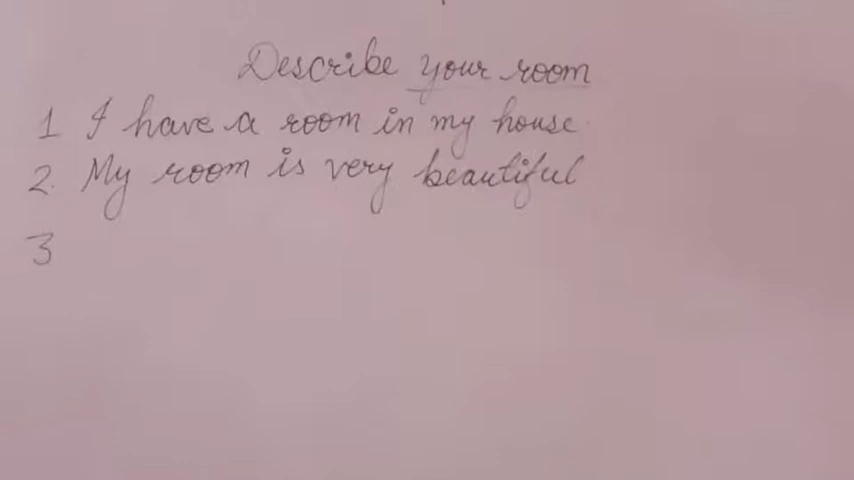 Describe your room
1 I have a room in my house.
2. My room is very beautiful
3